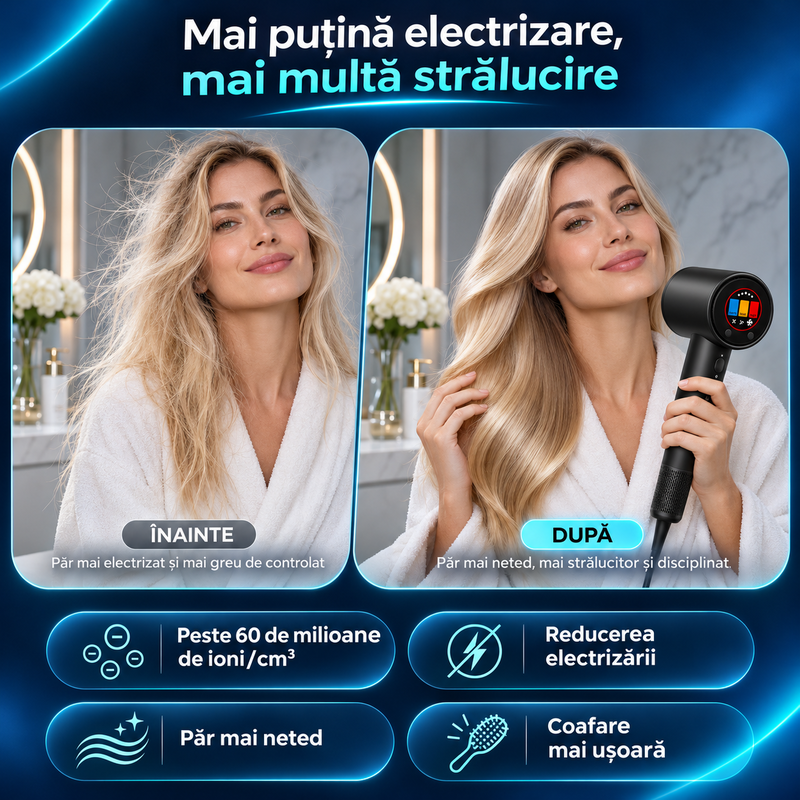 Mai puțină electrizare,
mai multă strălucire
ÎNAINTE
Păr mai electrizat și mai greu de controlat
DUPĂ
Păr mai neted, mai strălucitor și disciplinat.
Peste 60 de milioane
de ioni/cm³
Reducerea
electrizării
Păr mai neted
Coafare
mai ușoară